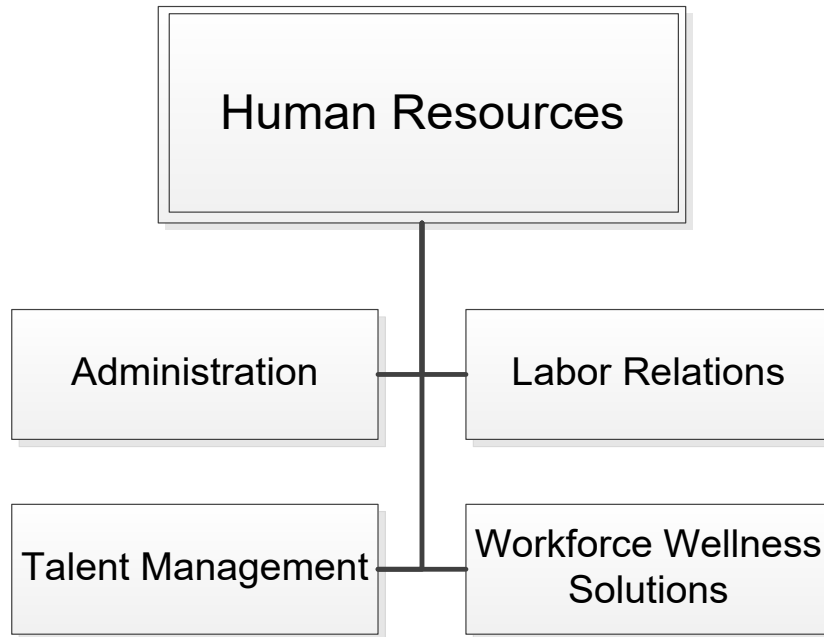 Human Resources
Administration
Labor Relations
Talent Management
Workforce Wellness
Solutions